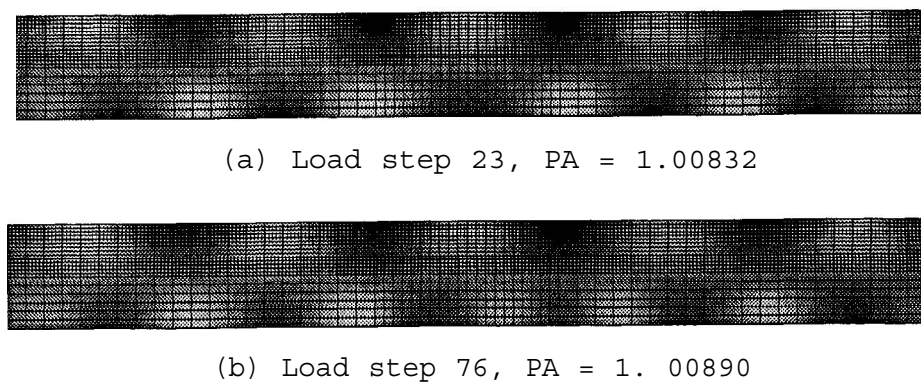 (a) Load step 23, PA = 1.00832
(b) Load step 76, PA = 1. 00890